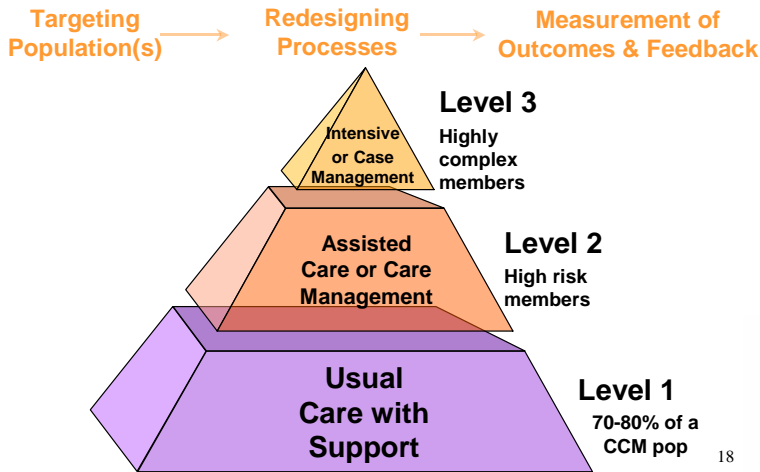 Targeting
Population(s)
Redesigning
Processes
Measurement of
Outcomes & Feedback
Intensive
or Case
Management
Level 3
Highly
complex
members
Assisted
Care or Care
Management
Level 2
High risk
members
Usual
Care with
Support
Level 1
70-80% of a
CCM pop
18